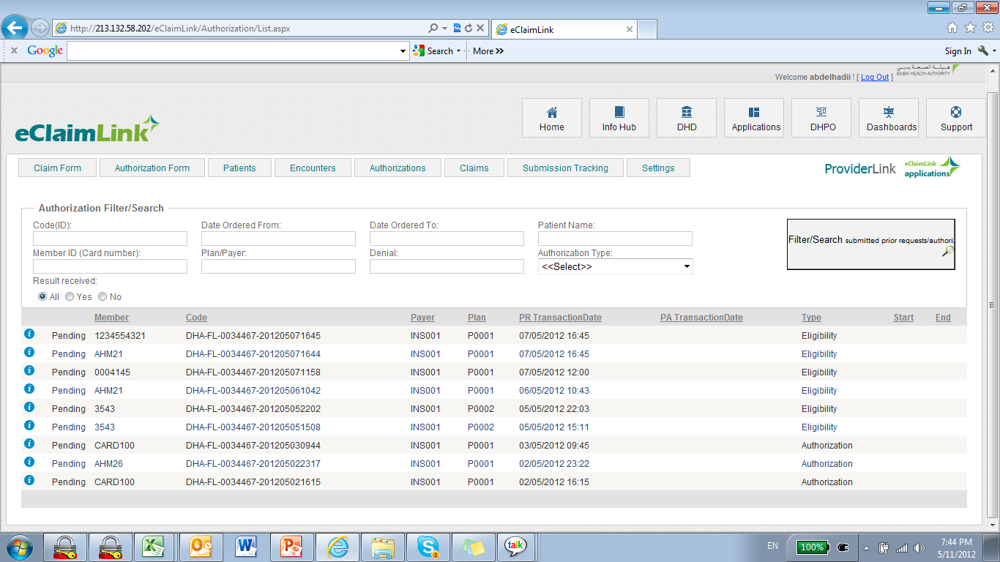 http://213.132.58.202/eClaimLink/Authorization/List.aspx
eClaimLink
x Google Search More »
Sign In
Welcome abdelhadii ! [ Log Out ]
هيئة الصحة بدبي
DUBAI HEALTH AUTHORITY
eClaimLink
Home Info Hub DHD Applications DHPO Dashboards Support
Claim Form Authorization Form Patients Encounters Authorizations Claims Submission Tracking Settings
ProviderLink
eClaimLink
applications
Authorization Filter/Search
Code(ID): Date Ordered From: Date Ordered To: Patient Name:
Filter/Search submitted prior requests/authori
Member ID (Card number): Plan/Payer: Denial: Authorization Type:
<<Select>>
Result received:
All Yes No
Member Code Payer Plan PR TransactionDate PA TransactionDate Type Start End
Pending 1234554321 DHA-FL-0034467-201205071645 INS001 P0001 07/05/2012 16:45 Eligibility
Pending AHM21 DHA-FL-0034467-201205071644 INS001 P0001 07/05/2012 16:45 Eligibility
Pending 0004145 DHA-FL-0034467-201205071158 INS001 P0001 07/05/2012 12:00 Eligibility
Pending AHM21 DHA-FL-0034467-201205061042 INS001 P0001 06/05/2012 10:43 Eligibility
Pending 3543 DHA-FL-0034467-201205052202 INS001 P0002 05/05/2012 22:03 Eligibility
Pending 3543 DHA-FL-0034467-201205051508 INS001 P0002 05/05/2012 15:11 Eligibility
Pending CARD100 DHA-FL-0034467-201205030944 INS001 P0001 03/05/2012 09:45 Authorization
Pending AHM26 DHA-FL-0034467-201205022317 INS001 P0001 02/05/2012 23:22 Authorization
Pending CARD100 DHA-FL-0034467-201205021615 INS001 P0001 02/05/2012 16:15 Authorization
talk
EN
100%
7:44 PM
5/11/2012